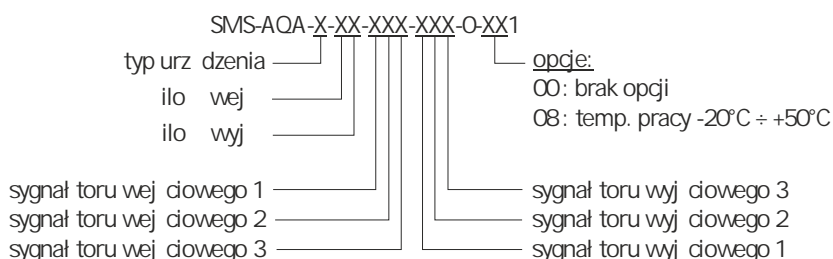 SMS-AQA-X-XX-XXX-XXX-0-XX1
typ urz dzenia
ilo wej
ilo wyj
opcje:
00: brak opcji
08: temp. pracy -20°C ÷ +50°C
sygnał toru wej ciowego 1
sygnał toru wej ciowego 2
sygnał toru wej ciowego 3
sygnał toru wyj ciowego 3
sygnał toru wyj ciowego 2
sygnał toru wyj ciowego 1